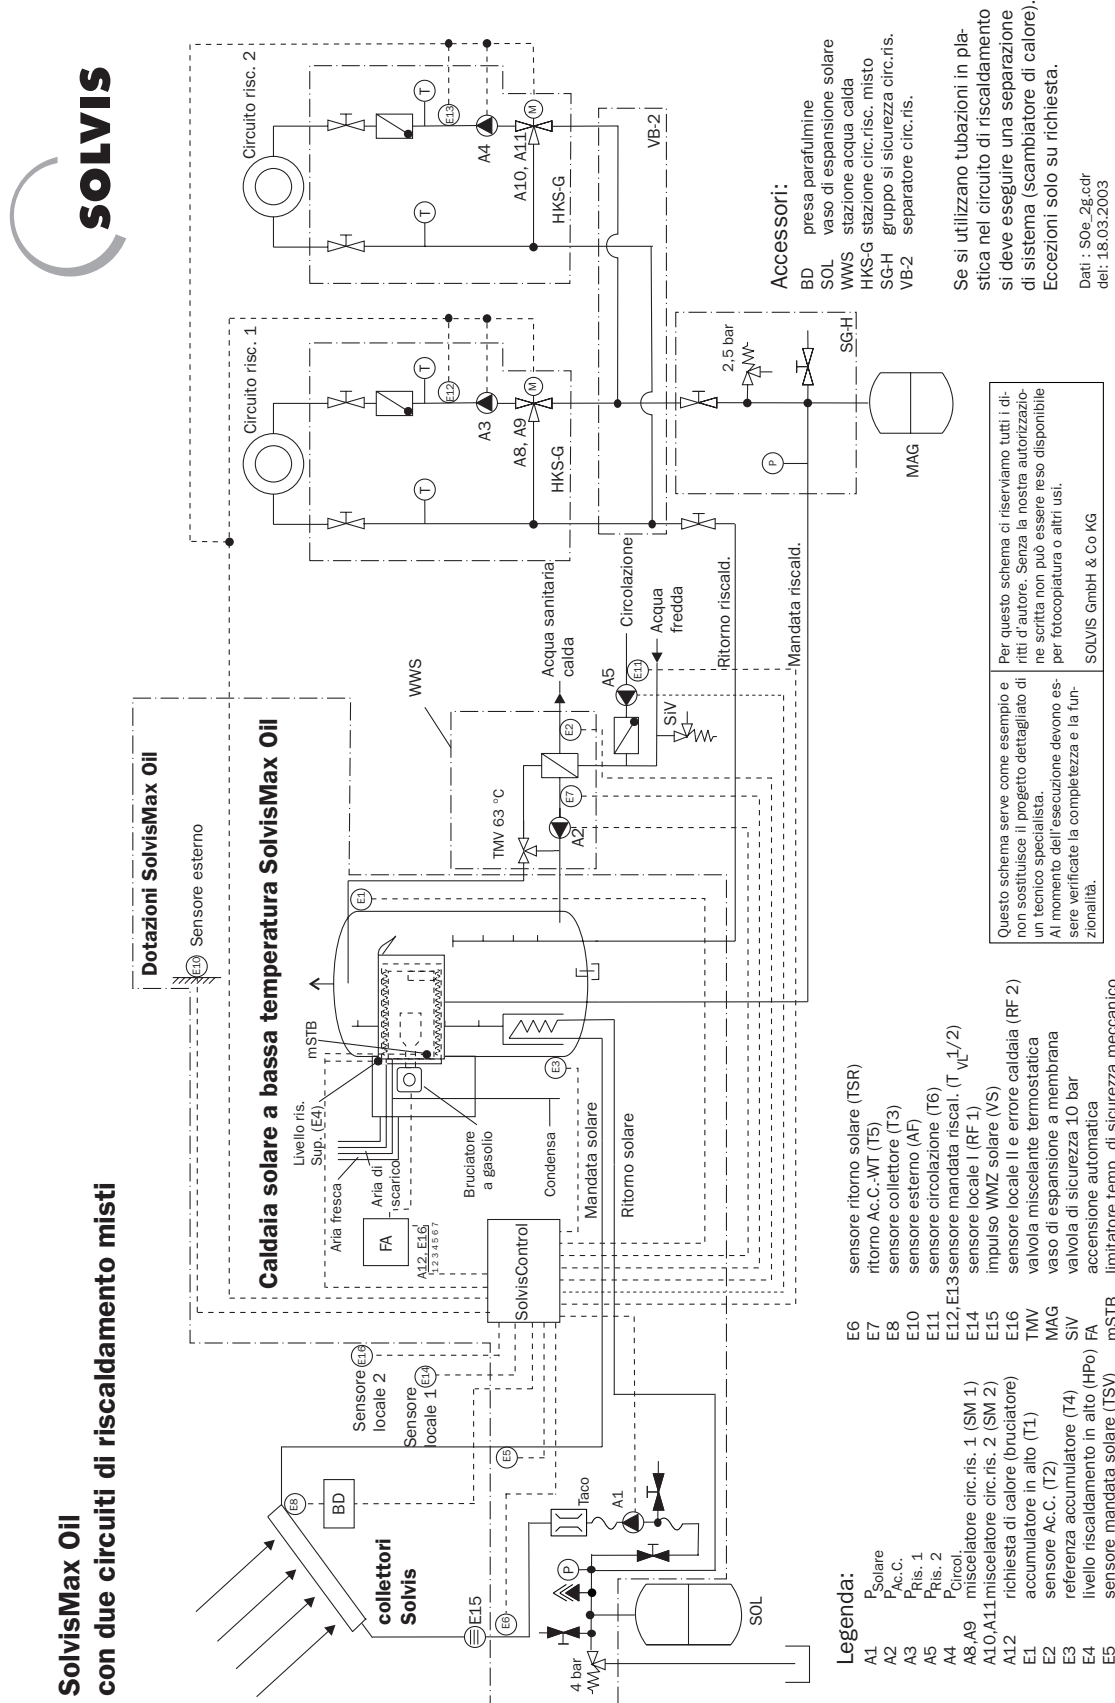 SolvisMax Oil
con due circuiti di riscaldamento misti
SOLVIS
Dotazioni SolvisMax Oil
E10
Sensore esterno
Caldaia solare a bassa temperatura SolvisMax Oil
Circuito risc. 1
Circuito risc. 2
T
T
E12
A3
M
A8, A9
HKS-G
T
T
E13
A4
M
A10, A11
HKS-G
VB-2
WWS
TMV 63 °C
E2
E7
A2
Acqua sanitaria
calda
Circolazione
A5
E11
Acqua
fredda
SiV
Ritorno riscald.
Mandata riscald.
2,5 bar
SG-H
P
MAG
E1
mSTB
Livello ris.
Sup. (E4)
Aria fresca
Aria di
scarico
Bruciatore
a gasolio
Condensa
E3
FA
A12, E16
1 2 3 4 5 6 7
SolvisControl
Mandata solare
Ritorno solare
Sensore
locale 2
E16
Sensore
locale 1
E14
E5
E8
BD
collettori
Solvis
E15
E6
Taco
A1
P
4 bar
SOL
Legenda:
A1 PSolare
A2 PAc.C.
A3 PRis. 1
A5 PRis. 2
A4 PCircol.
A8,A9 miscelatore circ.ris. 1 (SM 1)
A10,A11 miscelatore circ.ris. 2 (SM 2)
A12 richiesta di calore (bruciatore)
E1 accumulatore in alto (T1)
E2 sensore Ac.C. (T2)
E3 referenza accumulatore (T4)
E4 livello riscaldamento in alto (HPo)
E5 sensore mandata solare (TSV)
E6 sensore ritorno solare (TSR)
E7 ritorno Ac.C.-WT (T5)
E8 sensore collettore (T3)
E10 sensore esterno (AF)
E11 sensore circolazione (T6)
E12,E13 sensore mandata riscal. (T VL1/2)
E14 sensore locale I (RF 1)
E15 impulso WMZ solare (VS)
E16 sensore locale II e errore caldaia (RF 2)
TMV valvola miscelante termostatica
MAG vaso di espansione a membrana
SiV valvola di sicurezza 10 bar
FA accensione automatica
mSTB limitatore temp. di sicurezza meccanico
Questo schema serve come esempio e
non sostituisce il progetto dettagliato di
un tecnico specialista.
Al momento dell'esecuzione devono es-
sere verificate la completezza e la fun-
zionalità.
Per questo schema ci riserviamo tutti i di-
ritti d'autore. Senza la nostra autorizzazio-
ne scritta non può essere reso disponibile
per fotocopiatura o altri usi.
SOLVIS GmbH & Co KG
Accessori:
BD presa parafulmine
SOL vaso di espansione solare
WWS stazione acqua calda
HKS-G stazione circ.risc. misto
SG-H gruppo si sicurezza circ.ris.
VB-2 separatore circ.ris.
Se si utilizzano tubazioni in pla-
stica nel circuito di riscaldamento
si deve eseguire una separazione
di sistema (scambiatore di calore).
Eccezioni solo su richiesta.
Dati : SOe_2g.cdr
del: 18.03.2003